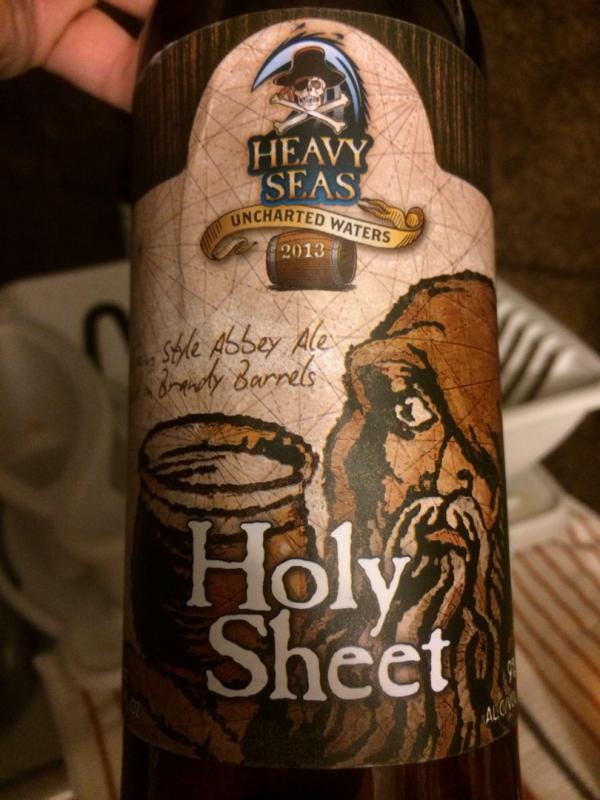 HEAVY
SEAS
UNCHARTED WATERS
2013
Style Abbey Ale
Brandy Barrels
Holy
Sheet